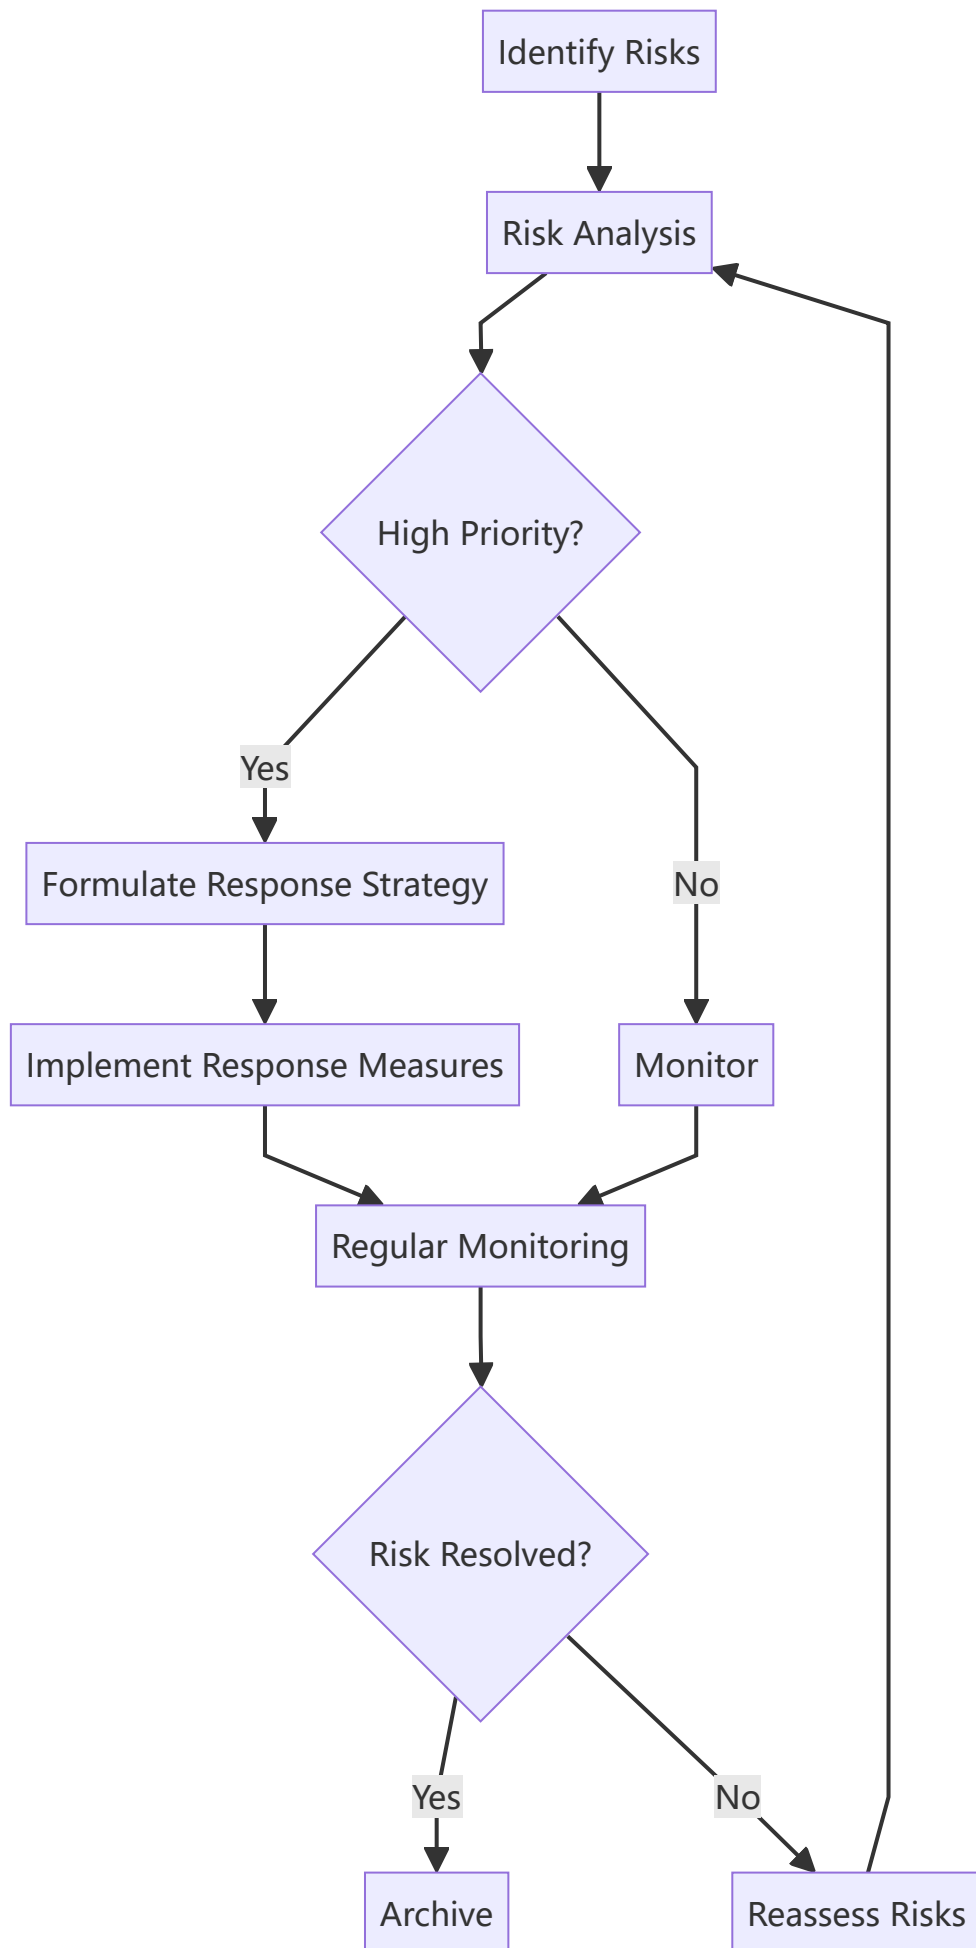 Identify Risks
Risk Analysis
High Priority?
Yes
No
Formulate Response Strategy
Implement Response Measures
Monitor
Regular Monitoring
Risk Resolved?
Yes
No
Archive
Reassess Risks